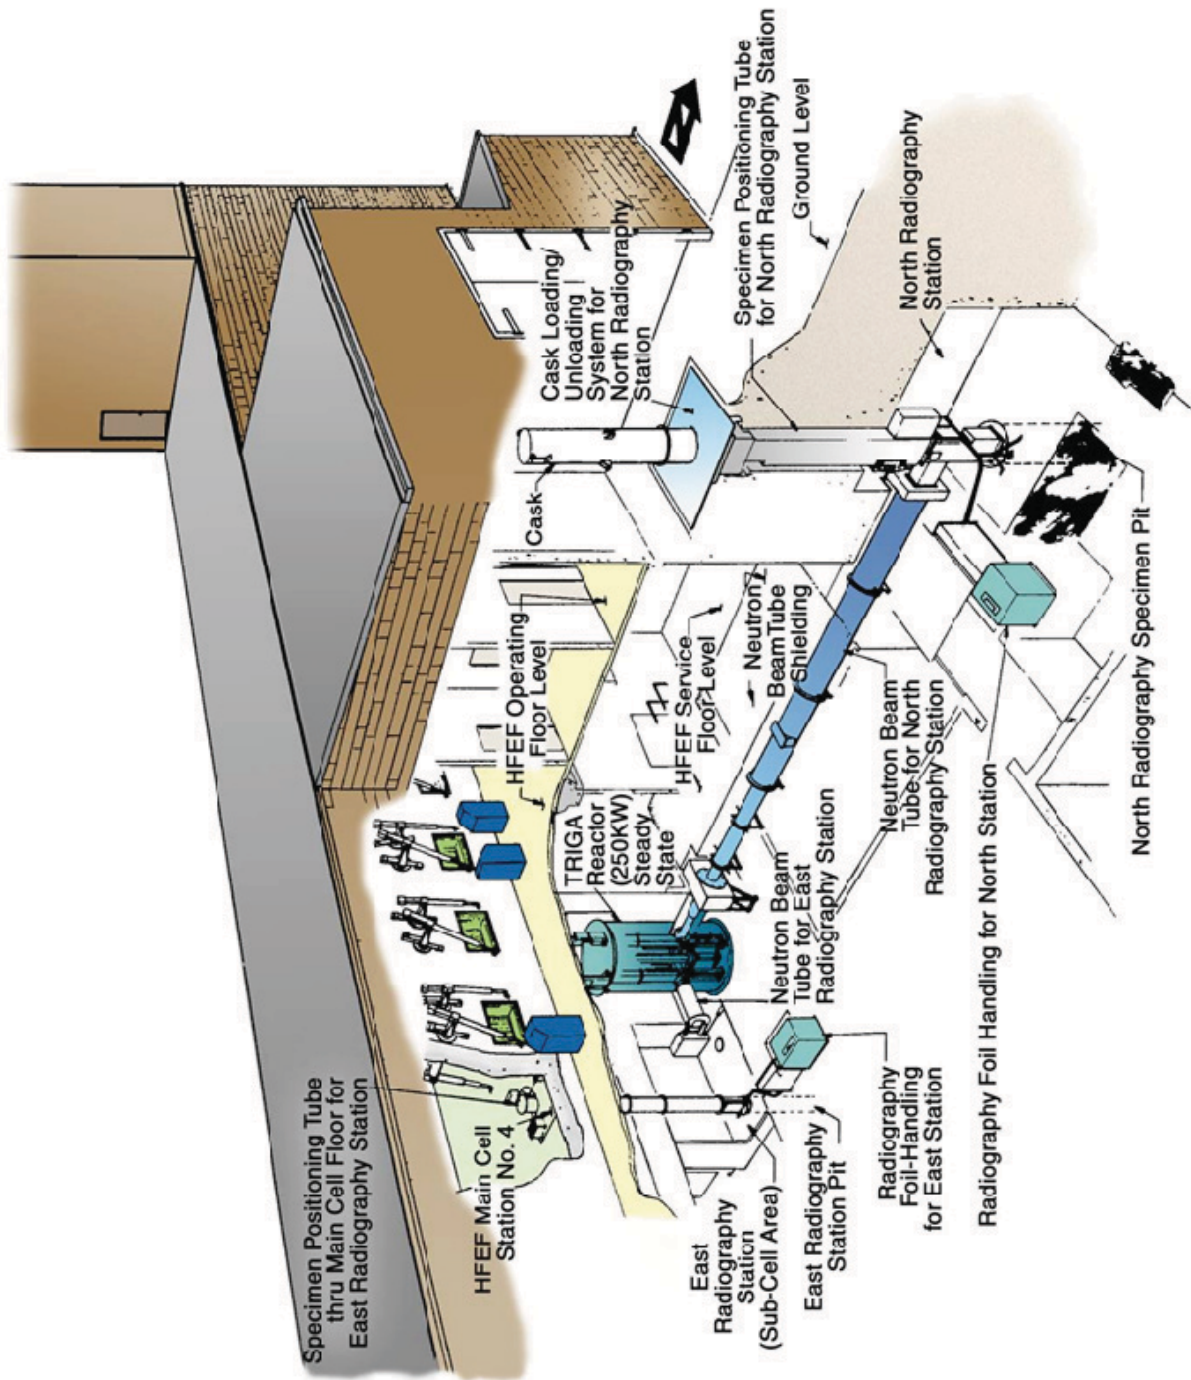 Specimen Positioning Tube
thru Main Cell Floor for
East Radiography Station
HFEF Main Cell
Station No. 4
East
Radiography
Station
(Sub-Cell Area)
East Radiography
Station Pit
Radiography
Foil-Handling
for East Station
HFEF Operating
Floor Level
TRIGA
Reactor
(250KW)
Steady
State
Neutron Beam
Tube for East
Radiography Station
HFEF Service
Floor Level
Neutron
BeamTube
Shielding
Neutron Beam
Tube for North
Radiography Station
Radiography Foil Handling for North Station
Cask
Cask Loading/
Unloading
System for
North Radiography
Station
Specimen Positioning Tube
for North Radiography Station
Ground Level
North Radiography
Station
North Radiography Specimen Pit
N